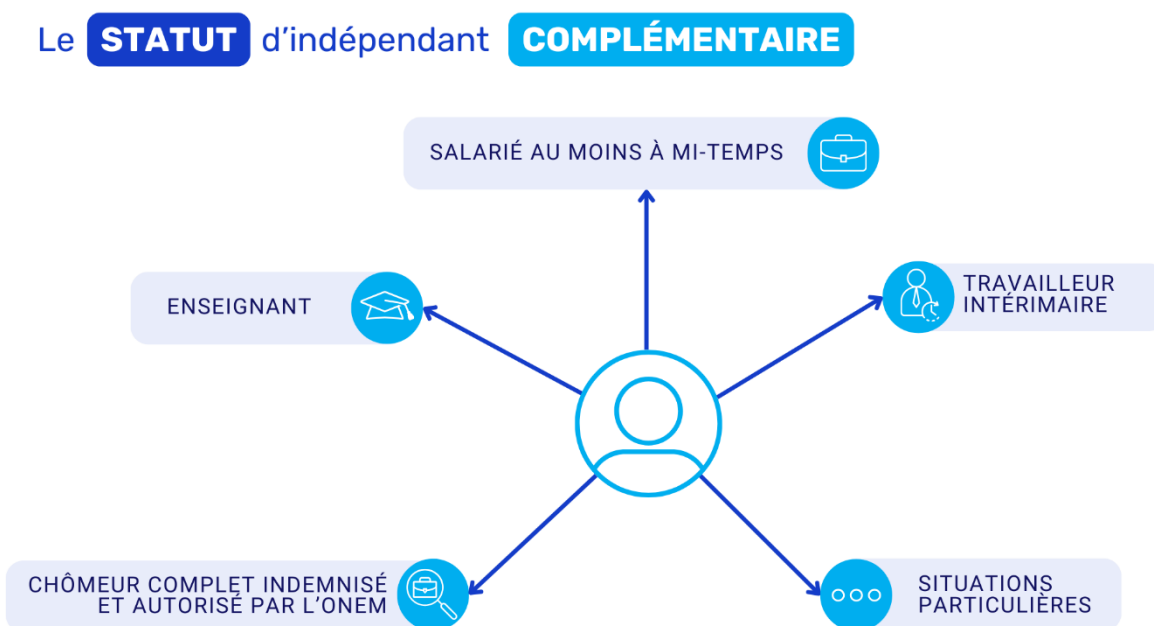 Le STATUT d'indépendant COMPLÉMENTAIRE
SALARIÉ AU MOINS À MI-TEMPS
ENSEIGNANT
TRAVAILLEUR
INTÉRIMAIRE
CHÔMEUR COMPLET INDEMNISÉ
ET AUTORISÉ PAR L'ONEM
SITUATIONS
PARTICULIÈRES